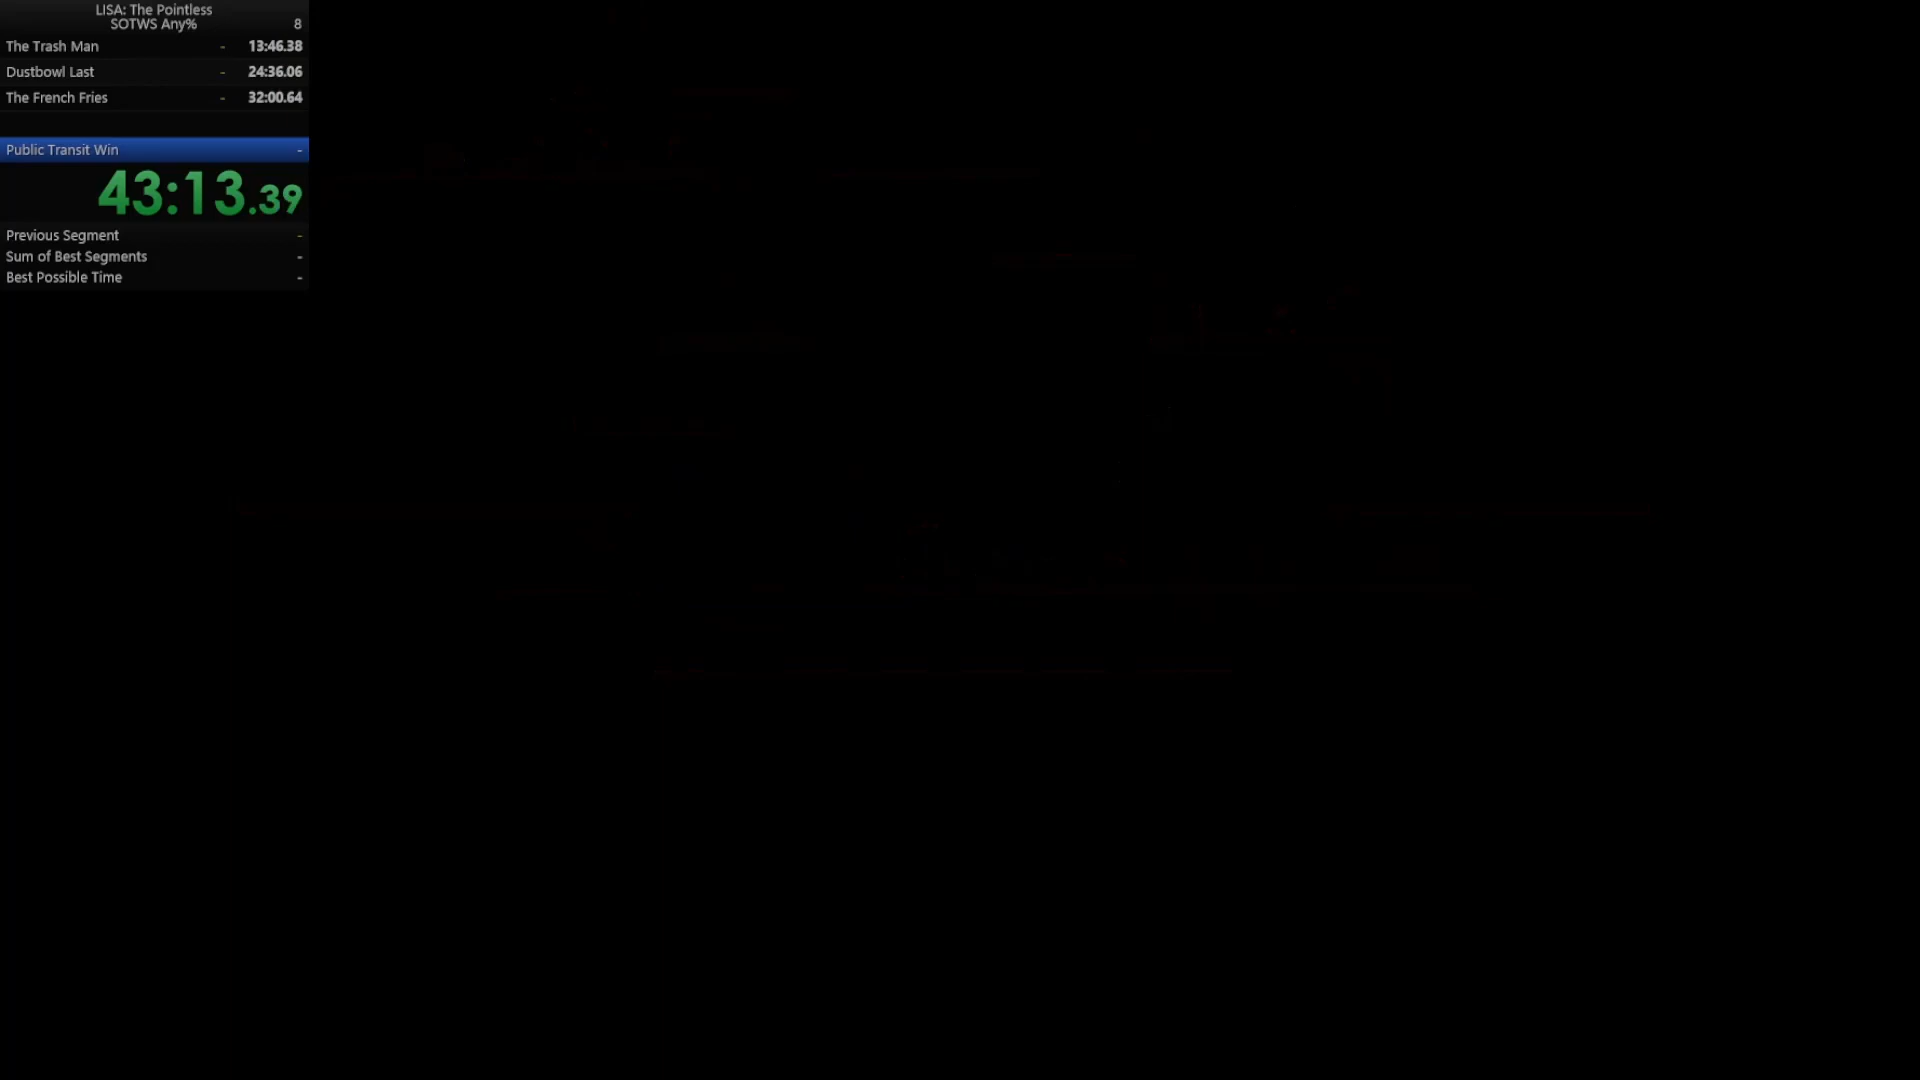 LISA: The Pointless
SOTWS Any% 8
The Trash Man - 13:46.38
Dustbowl Last - 24:36.06
The French Fries - 32:00.64
Public Transit Win -
43:13.39
Previous Segment -
Sum of Best Segments -
Best Possible Time -